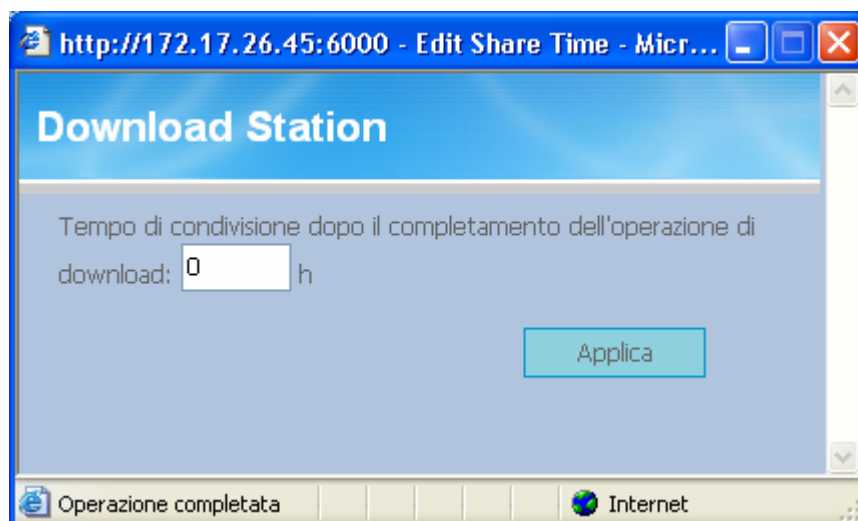 http://172.17.26.45:6000 - Edit Share Time - Micr...
Download Station
Tempo di condivisione dopo il completamento dell'operazione di
download: 0 h
Applica
Operazione completata Internet